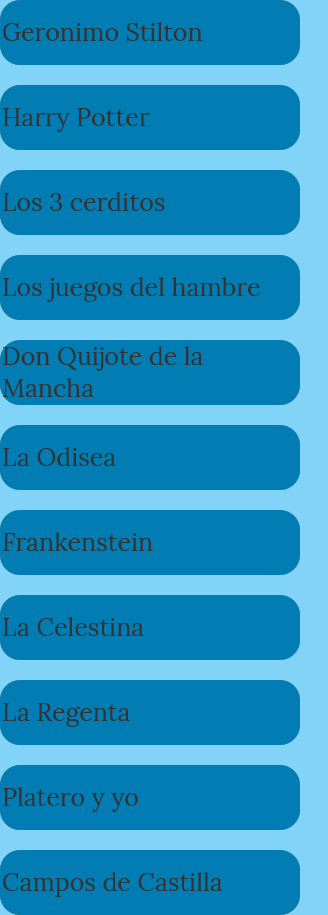 Geronimo Stilton
Harry Potter
Los 3 cerditos
Los juegos del hambre
Don Quijote de la
Mancha
La Odisea
Frankenstein
La Celestina
La Regenta
Platero y yo
Campos de Castilla